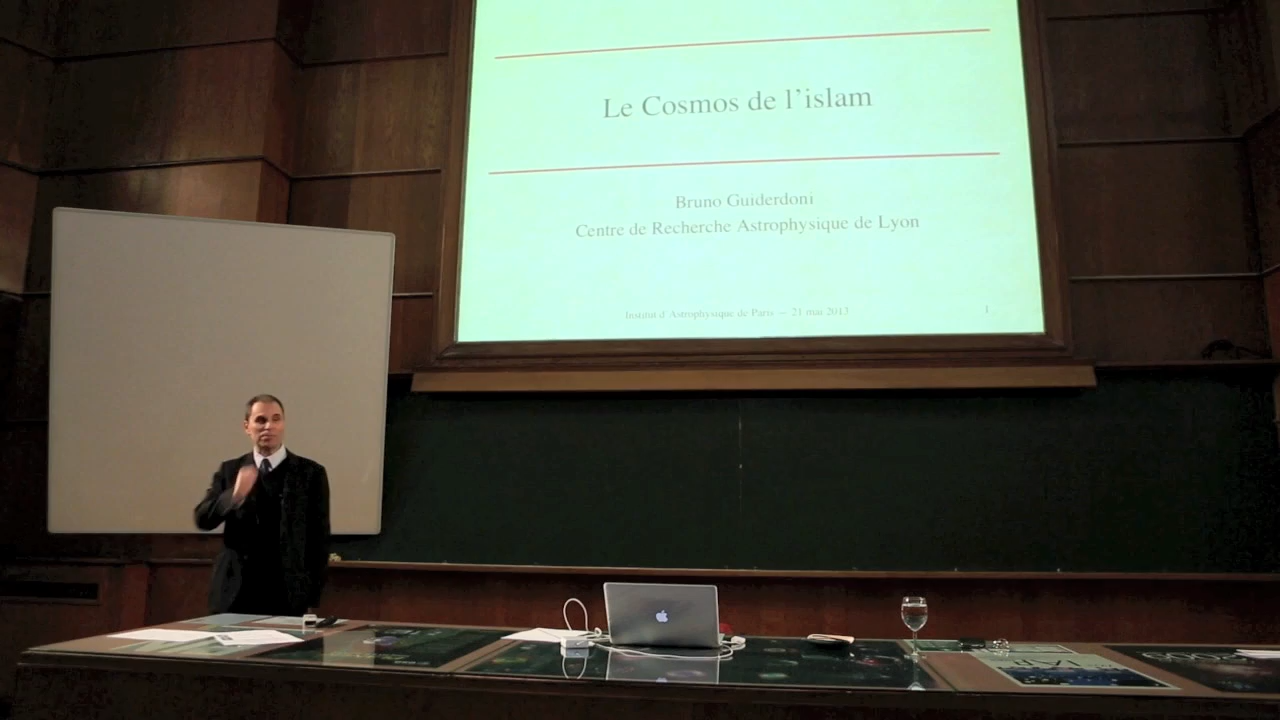 Le Cosmos de l'islam
Bruno Guiderdoni
Centre de Recherche Astrophysique de Lyon
Institut d'Astrophysique de Paris – 21 mai 2013
1
IAP